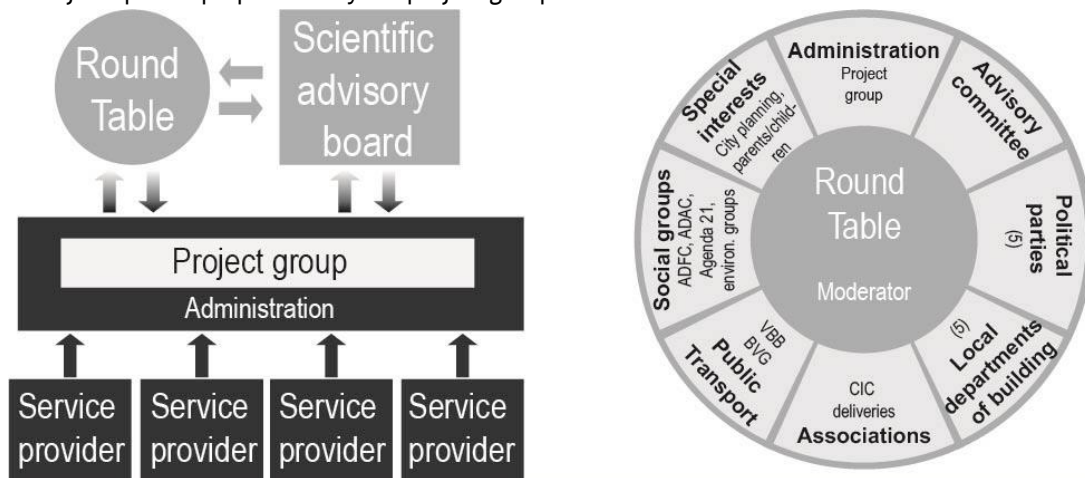 Round
Table
Scientific
advisory
board
Project group
Administration
Service
provider
Service
provider
Service
provider
Service
provider
Administration
Project
group
Advisory
committee
Political
parties
(5)
(5)
Local
departments
of building
CIC
deliveries
Associations
VBB
BVG
Public
Transport
Social groups
ADFC, ADAC,
Agenda 21,
environ. groups
Special
interests
City planning,
parents/child-
ren
Round
Table
Moderator